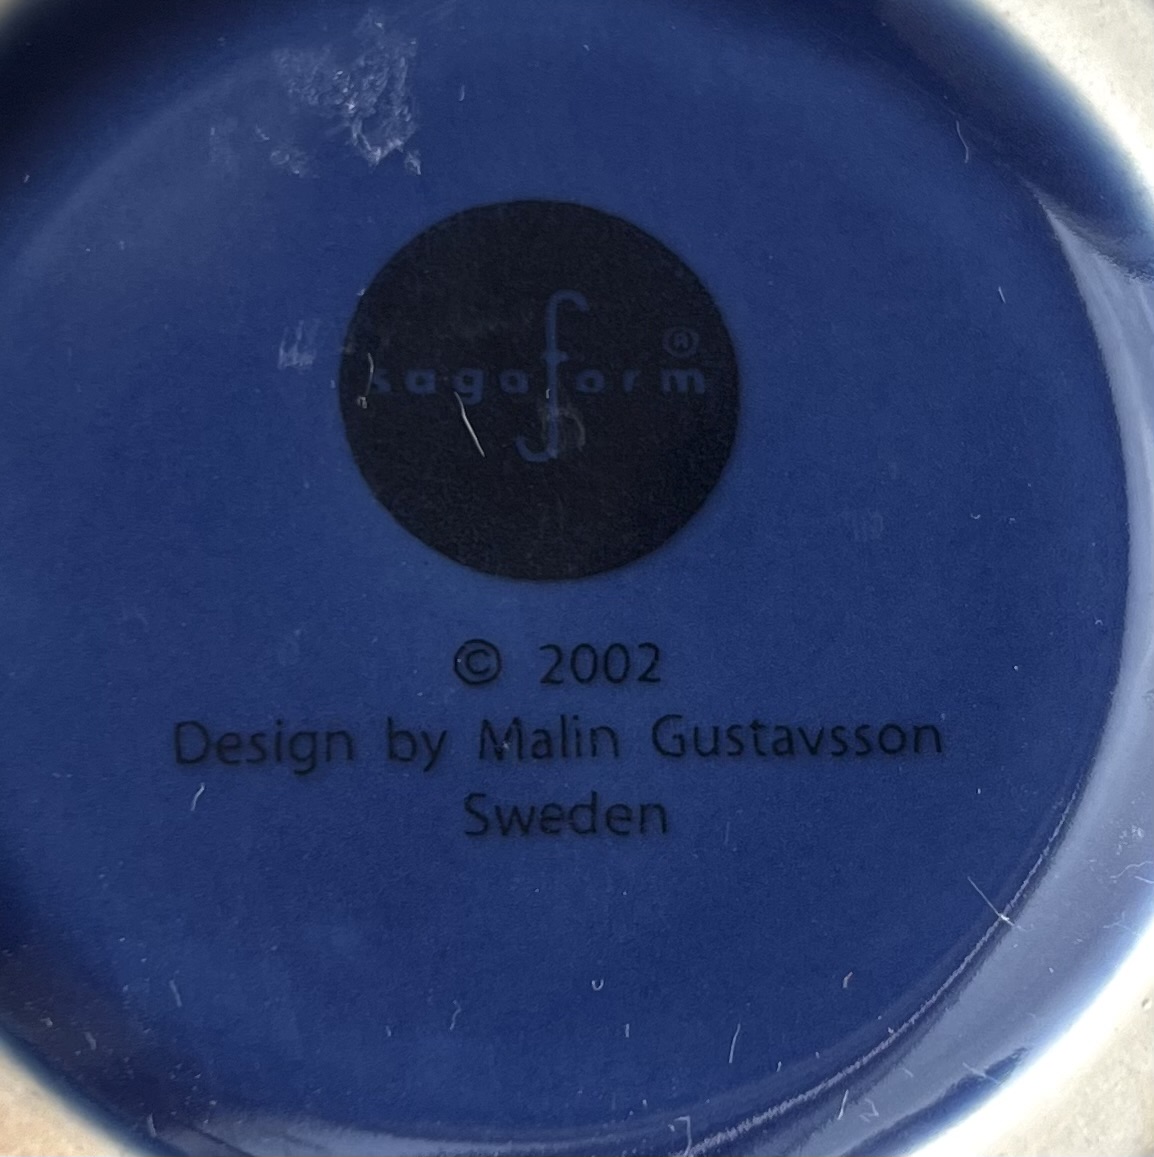 sagaform®
© 2002
Design by Malin Gustavsson
Sweden